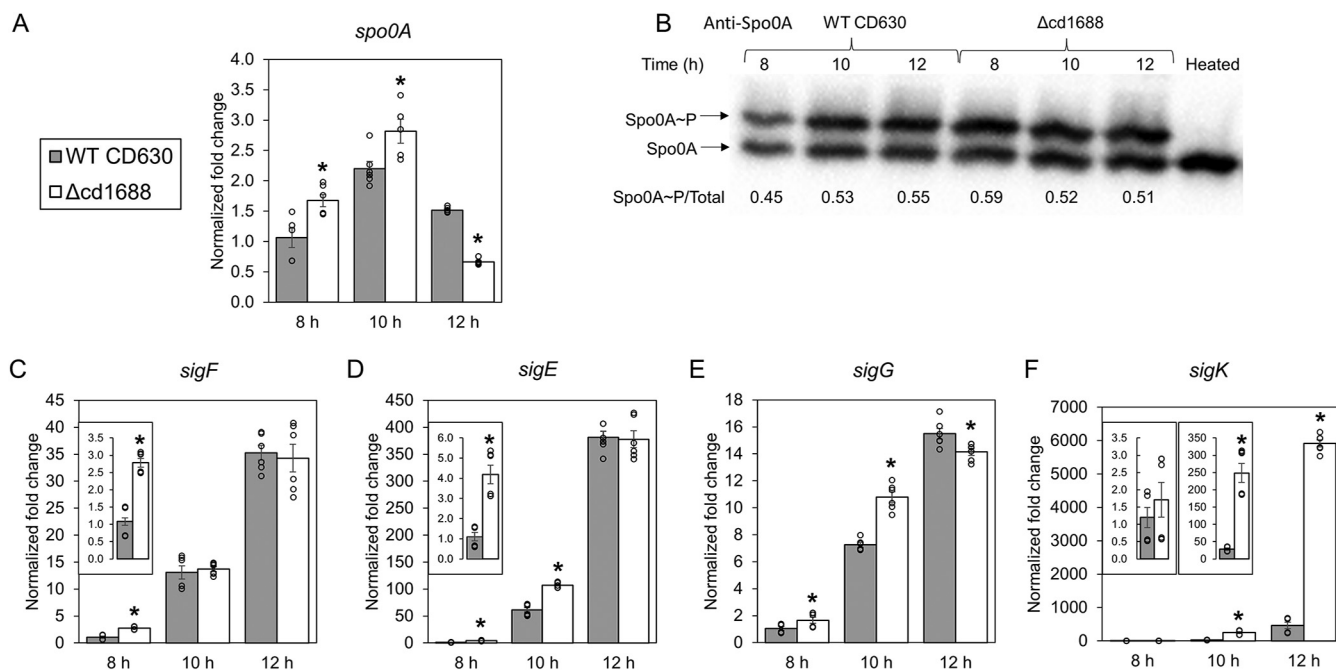 A
spo0A
WT CD630
Δcd1688
Normalized fold change
4.0
3.5
3.0
2.5
2.0
1.5
1.0
0.5
0.0
* * *
8 h 10 h 12 h
B
Anti-Spo0A WT CD630 Δcd1688
Time (h) 8 10 12 8 10 12 Heated
Spo0A~P
Spo0A
Spo0A~P/Total 0.45 0.53 0.55 0.59 0.52 0.51
C
sigF
Normalized fold change
45
40
35
30
25
20
15
10
5
0
3.5
3.0
2.5
2.0
1.5
1.0
0.5
0.0
* *
8 h 10 h 12 h
D
sigE
Normalized fold change
450
400
350
300
250
200
150
100
50
0
6.0
5.0
4.0
3.0
2.0
1.0
0.0
* * *
8 h 10 h 12 h
E
sigG
Normalized fold change
18
16
14
12
10
8
6
4
2
0
* * *
8 h 10 h 12 h
F
sigK
Normalized fold change
7000
6000
5000
4000
3000
2000
1000
0
3.5
3.0
2.5
2.0
1.5
1.0
0.5
0.0
350
300
250
200
150
100
50
0
* * *
8 h 10 h 12 h